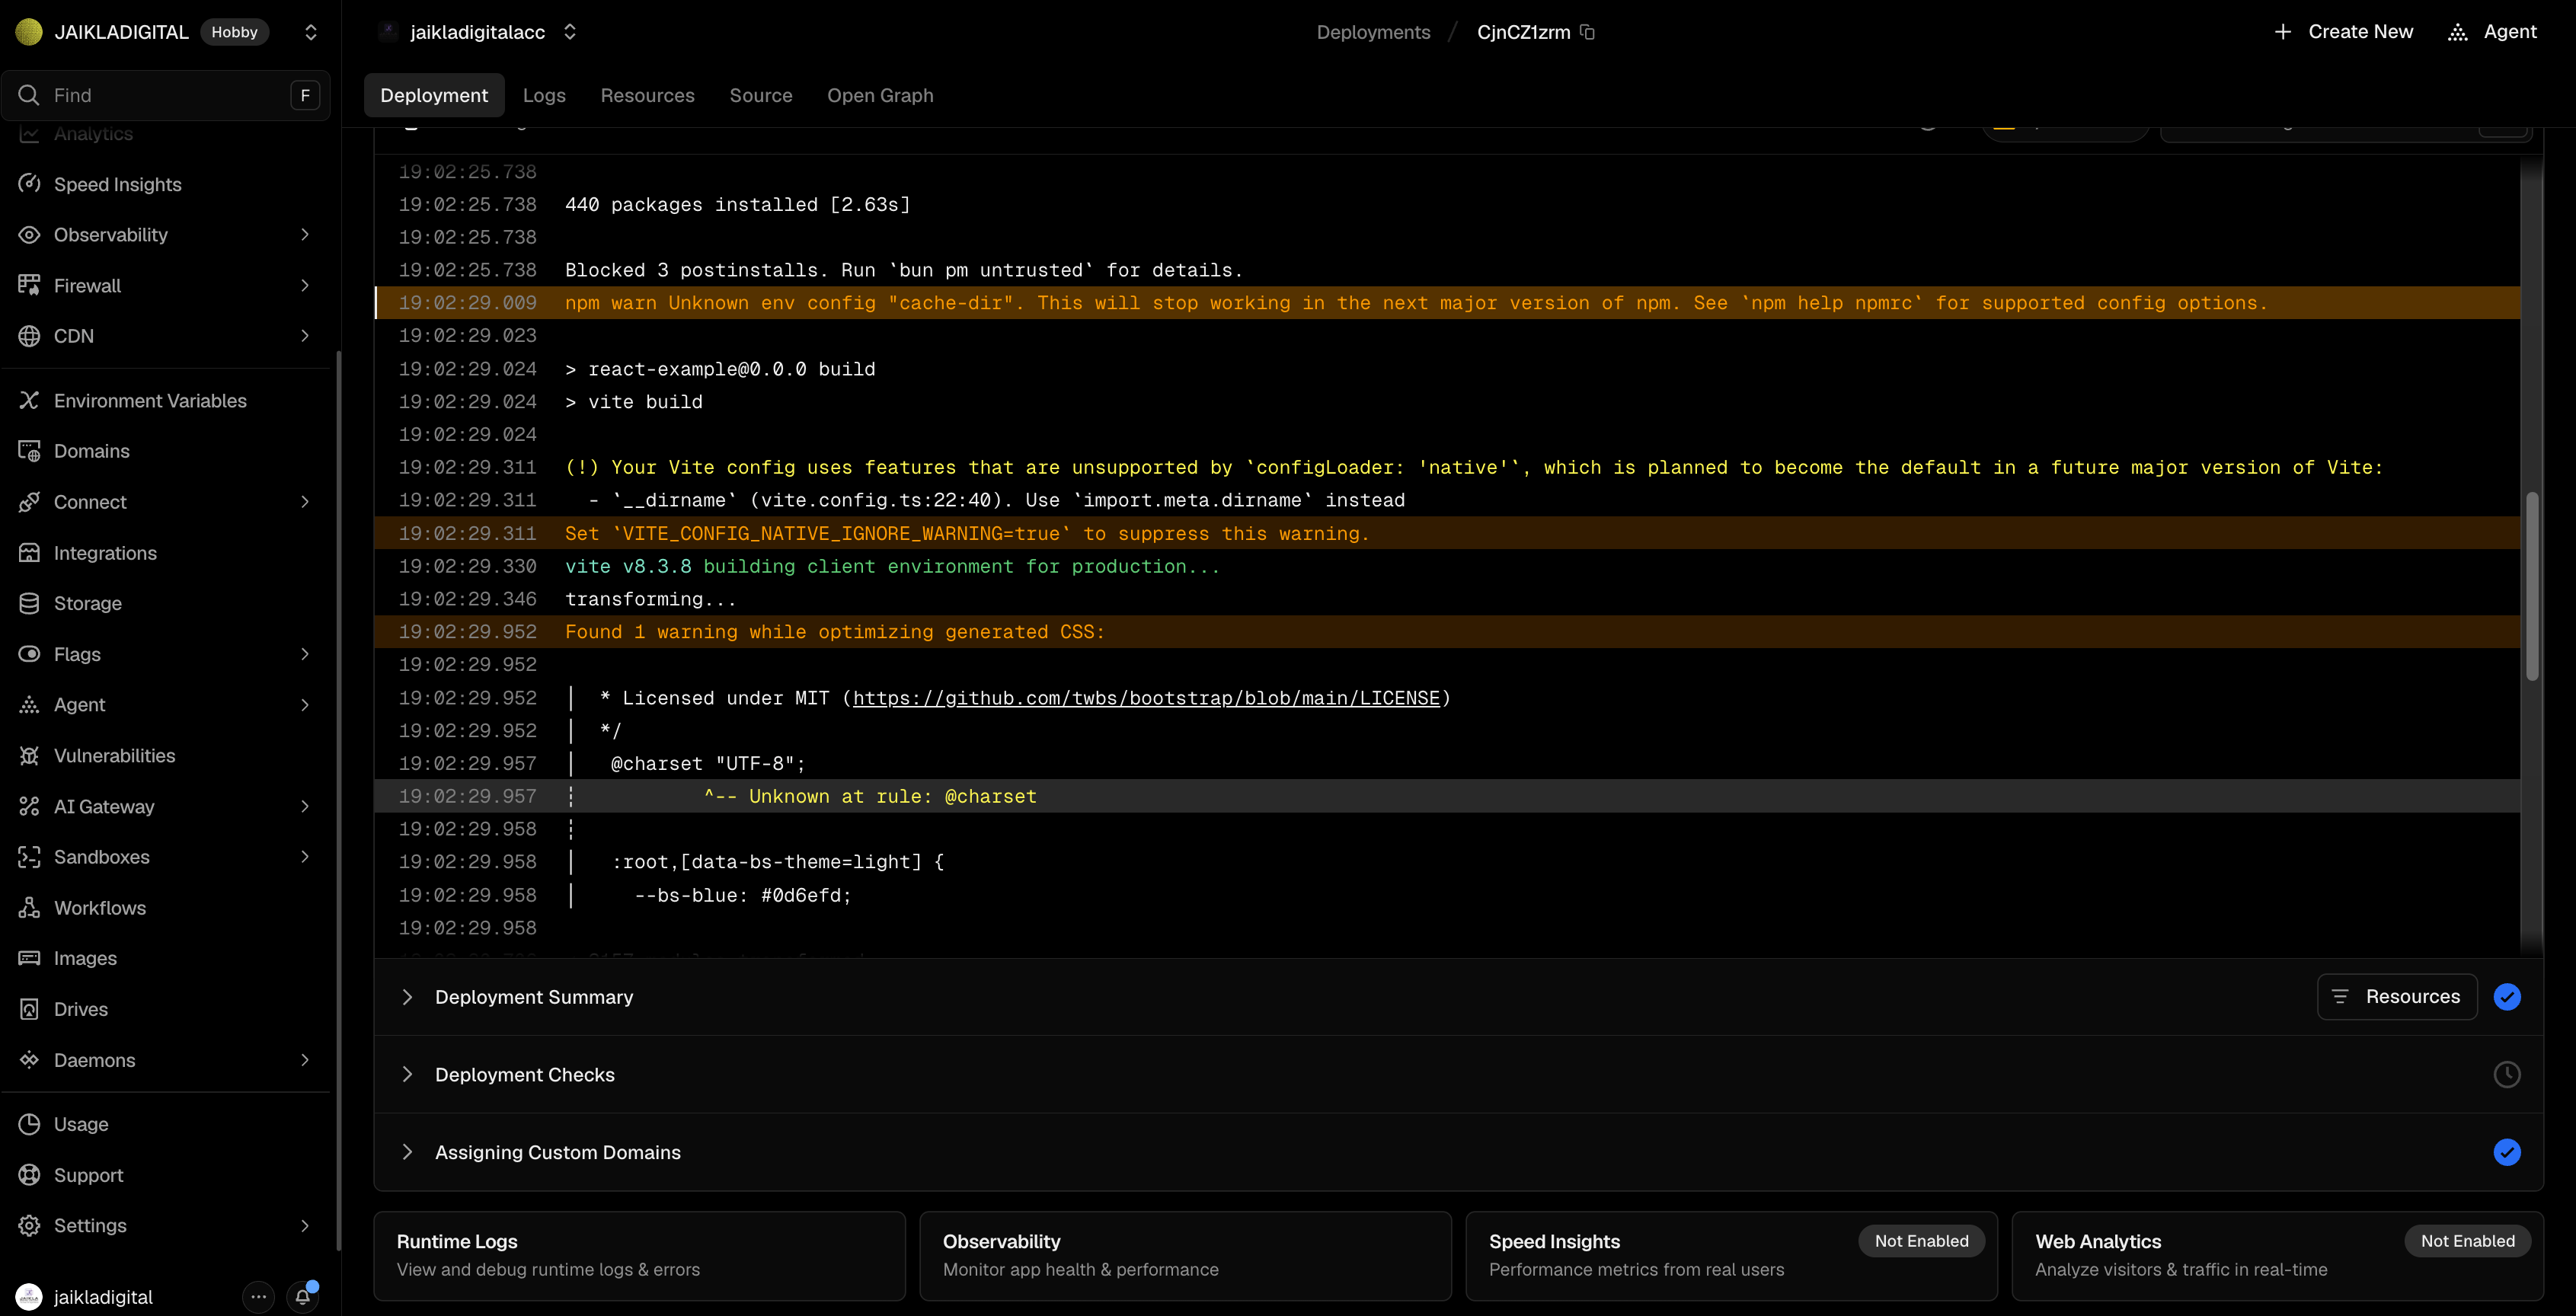 JAIKLADIGITAL Hobby
jaikladigitalacc
Deployments / CjnCZ1zrm
Create New
Agent
Find F
Deployment Logs Resources Source Open Graph
Analytics
Speed Insights
Observability
Firewall
CDN
Environment Variables
Domains
Connect
Integrations
Storage
Flags
Agent
Vulnerabilities
AI Gateway
Sandboxes
Workflows
Images
Drives
Daemons
Usage
Support
Settings
jaikladigital
19:02:25.738
19:02:25.738 440 packages installed [2.63s]
19:02:25.738
19:02:25.738 Blocked 3 postinstalls. Run `bun pm untrusted` for details.
19:02:29.009 npm warn Unknown env config "cache-dir". This will stop working in the next major version of npm. See `npm help npmrc` for supported config options.
19:02:29.023
19:02:29.024 > react-example@0.0.0 build
19:02:29.024 > vite build
19:02:29.024
19:02:29.311 (!) Your Vite config uses features that are unsupported by `configLoader: 'native'`, which is planned to become the default in a future major version of Vite:
19:02:29.311 - `__dirname` (vite.config.ts:22:40). Use `import.meta.dirname` instead
19:02:29.311 Set `VITE_CONFIG_NATIVE_IGNORE_WARNING=true` to suppress this warning.
19:02:29.330 vite v8.3.8 building client environment for production...
19:02:29.346 transforming...
19:02:29.952 Found 1 warning while optimizing generated CSS:
19:02:29.952
19:02:29.952 │ * Licensed under MIT (https://github.com/twbs/bootstrap/blob/main/LICENSE)
19:02:29.952 │ */
19:02:29.957 │ @charset "UTF-8";
19:02:29.957 ┆ ^-- Unknown at rule: @charset
19:02:29.958 ┆
19:02:29.958 │ :root,[data-bs-theme=light] {
19:02:29.958 │ --bs-blue: #0d6efd;
19:02:29.958
Deployment Summary
Resources
Deployment Checks
Assigning Custom Domains
Runtime Logs
View and debug runtime logs & errors
Observability
Monitor app health & performance
Speed Insights Not Enabled
Performance metrics from real users
Web Analytics Not Enabled
Analyze visitors & traffic in real-time